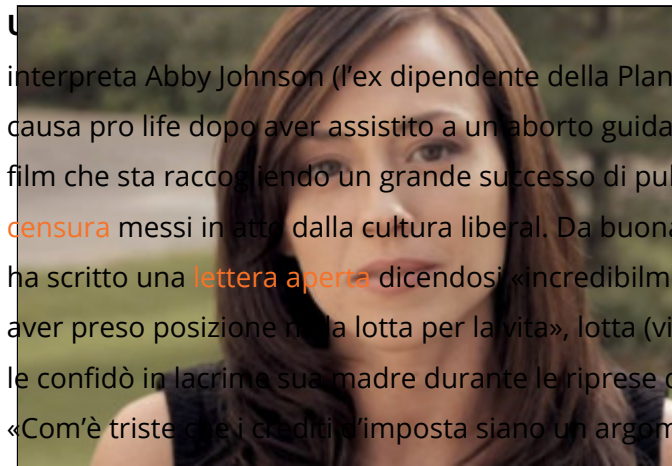 U
interpreta Abby Johnson (l'ex dipendente della Plan
causa pro life dopo aver assistito a un aborto guida
film che sta raccogliendo un grande successo di pu
censura messi in atto dalla cultura liberal. Da buona
ha scritto una lettera aperta dicendosi «incredibilm
aver preso posizione nella lotta per la vita», lotta (vi
le confidò in lacrime sua madre durante le riprese
«Com'è triste che i crediti d'imposta siano un argom